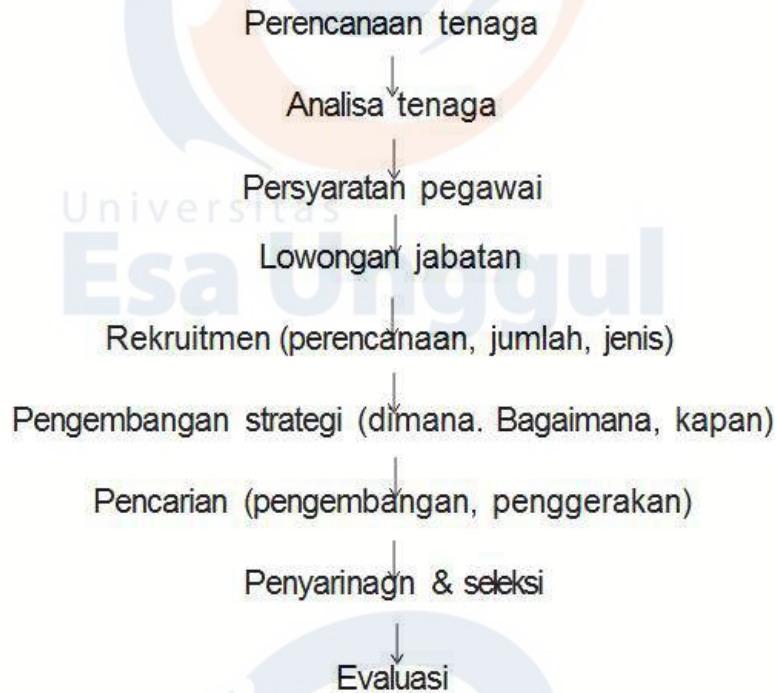 Perencanaan tenaga
Analisa tenaga
Persyaratan pegawai
Universitas
Esa Unggul
Lowongan jabatan
Rekruitmen (perencanaan, jumlah, jenis)
Pengembangan strategi (dimana. Bagaimana, kapan)
Pencarian (pengembangan, penggerakan)
Penyarinagn & seleksi
Evaluasi